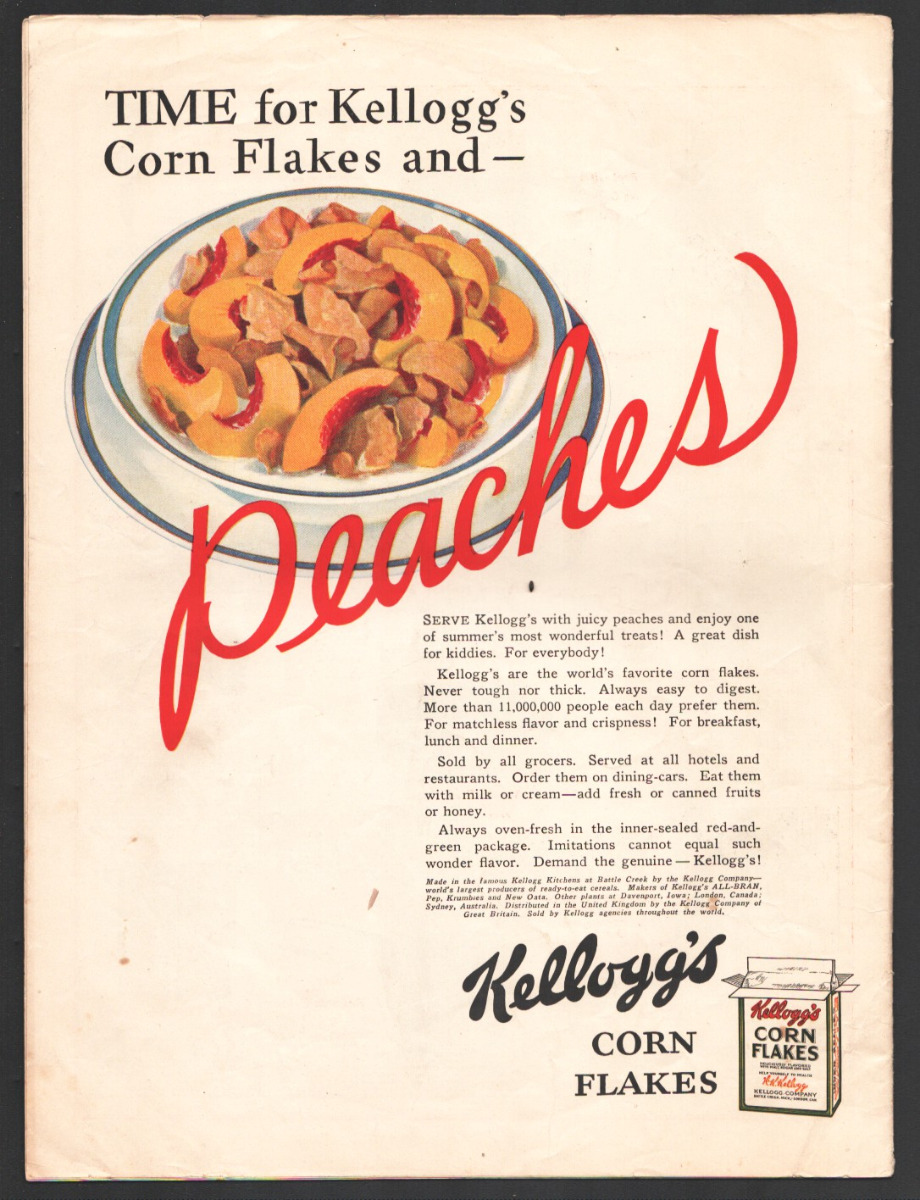 TIME for Kellogg's
Corn Flakes and —
Peaches
SERVE Kellogg's with juicy peaches and enjoy one
of summer's most wonderful treats! A great dish
for kiddies. For everybody!
Kellogg's are the world's favorite corn flakes.
Never tough nor thick. Always easy to digest.
More than 11,000,000 people each day prefer them.
For matchless flavor and crispness! For breakfast,
lunch and dinner.
Sold by all grocers. Served at all hotels and
restaurants. Order them on dining-cars. Eat them
with milk or cream—add fresh or canned fruits
or honey.
Always oven-fresh in the inner-sealed red-and-
green package. Imitations cannot equal such
wonder flavor. Demand the genuine — Kellogg's!
Made in the famous Kellogg Kitchens at Battle Creek by the Kellogg Company—
world's largest producers of ready-to-eat cereals. Makers of Kellogg's ALL-BRAN,
Pep, Krumbles and New Oata. Other plants at Davenport, Iowa; London, Canada;
Sydney, Australia. Distributed in the United Kingdom by the Kellogg Company of
Great Britain. Sold by Kellogg agencies throughout the world.
Kellogg's
CORN
FLAKES
Kellogg's
CORN
FLAKES
W.K. Kellogg
KELLOGG COMPANY